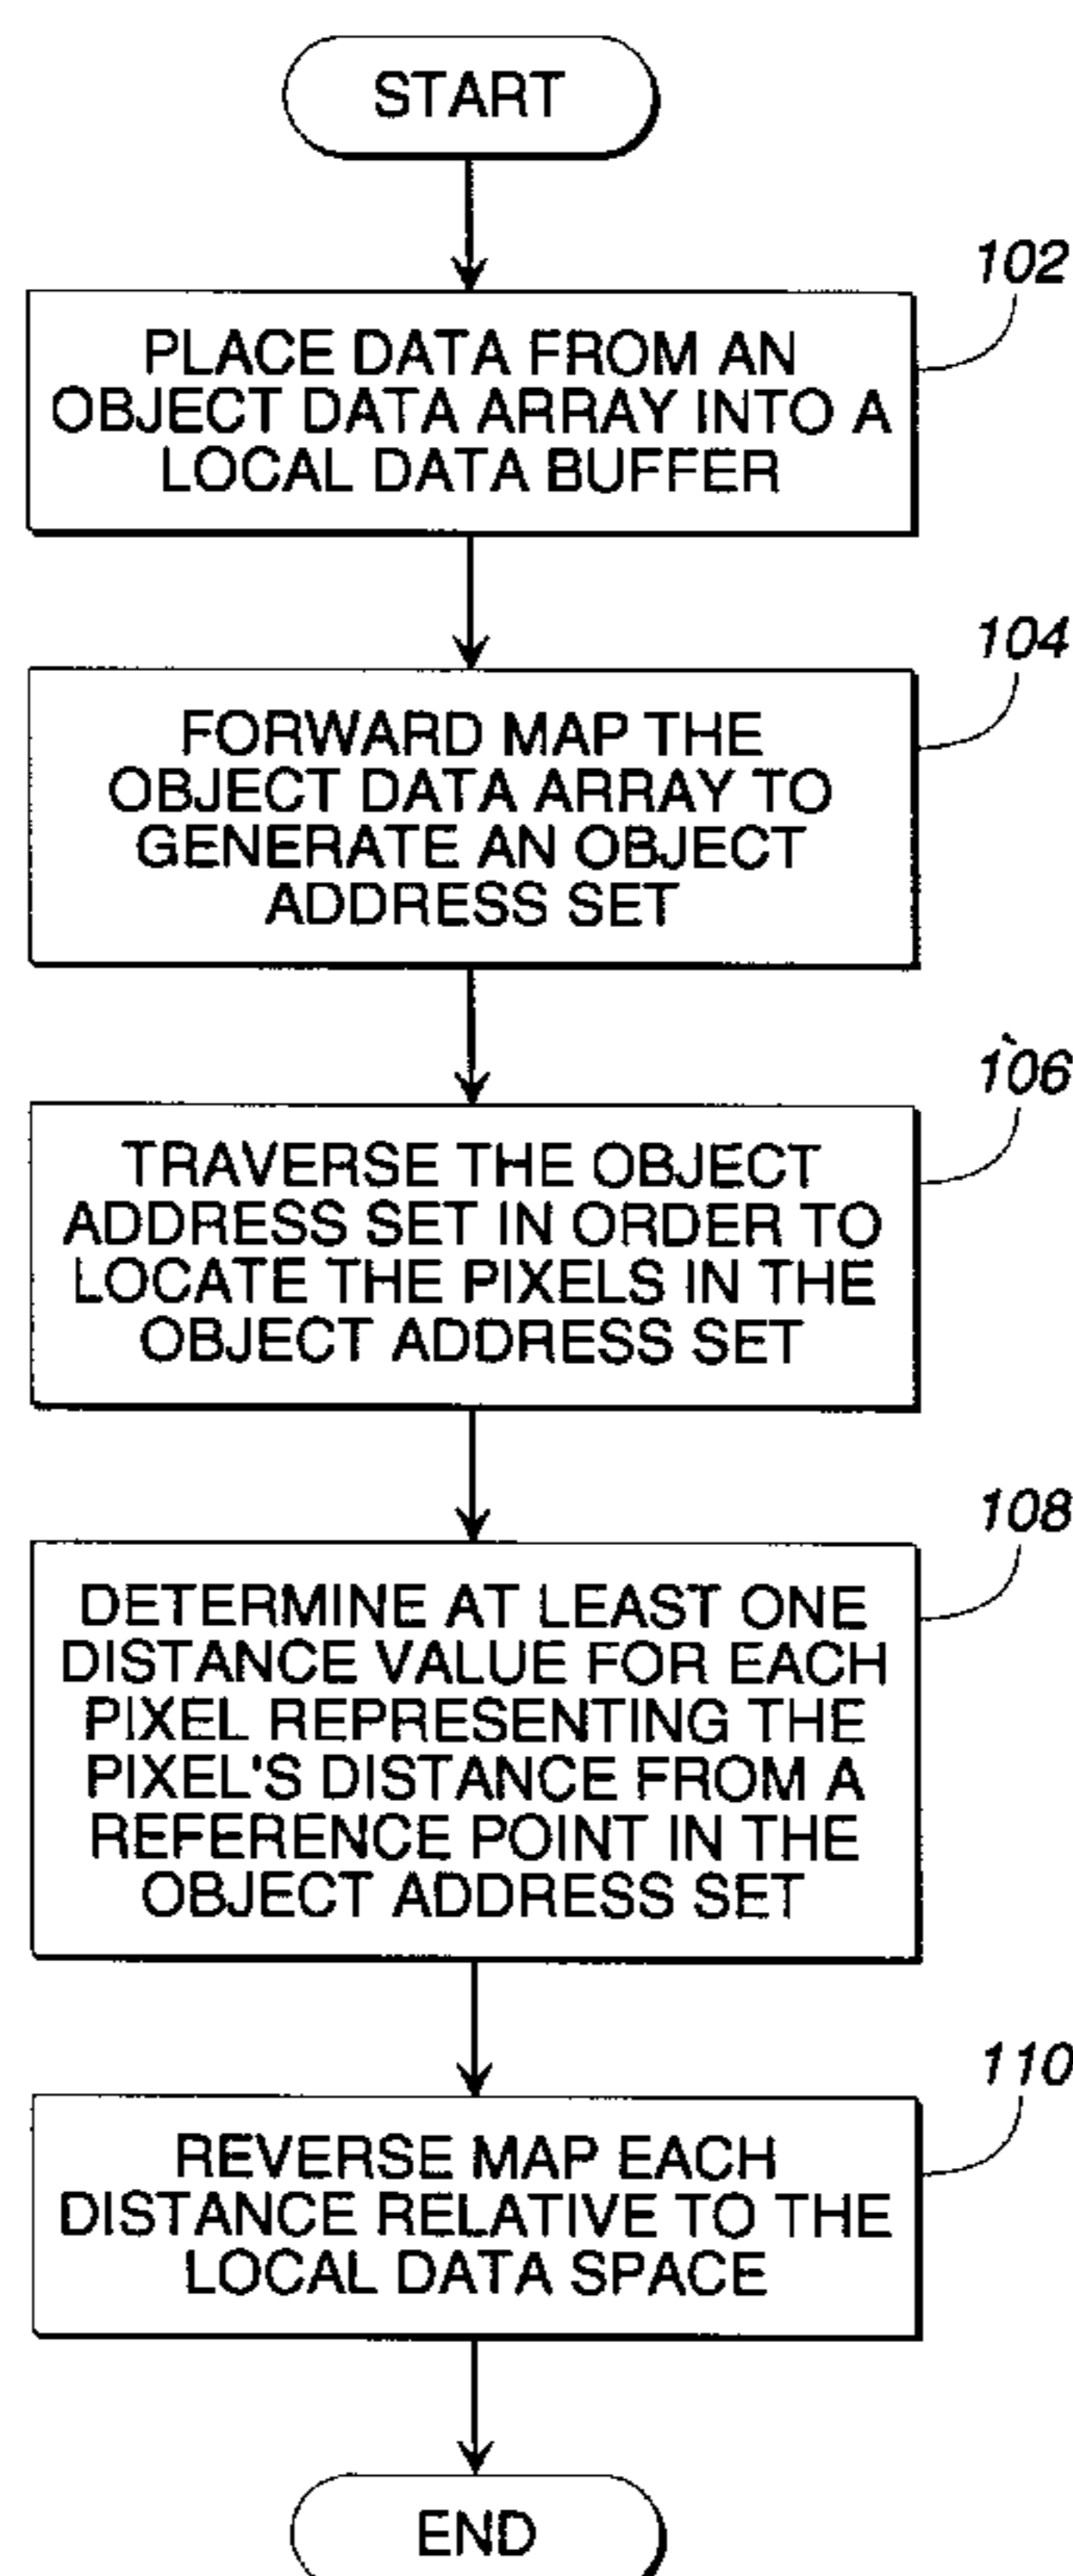 START
102
PLACE DATA FROM AN
OBJECT DATA ARRAY INTO A
LOCAL DATA BUFFER
104
FORWARD MAP THE
OBJECT DATA ARRAY TO
GENERATE AN OBJECT
ADDRESS SET
106
TRAVERSE THE OBJECT
ADDRESS SET IN ORDER TO
LOCATE THE PIXELS IN THE
OBJECT ADDRESS SET
108
DETERMINE AT LEAST ONE
DISTANCE VALUE FOR EACH
PIXEL REPRESENTING THE
PIXEL'S DISTANCE FROM A
REFERENCE POINT IN THE
OBJECT ADDRESS SET
110
REVERSE MAP EACH
DISTANCE RELATIVE TO THE
LOCAL DATA SPACE
END